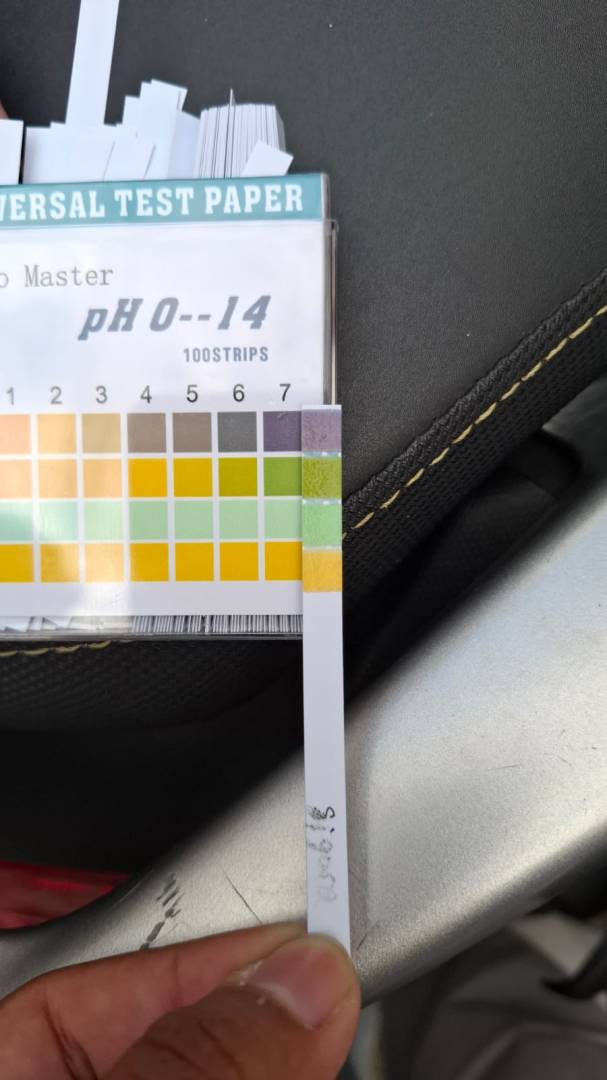 VERSAL TEST PAPER
o Master
pH 0--14
100STRIPS
1 2 3 4 5 6 7